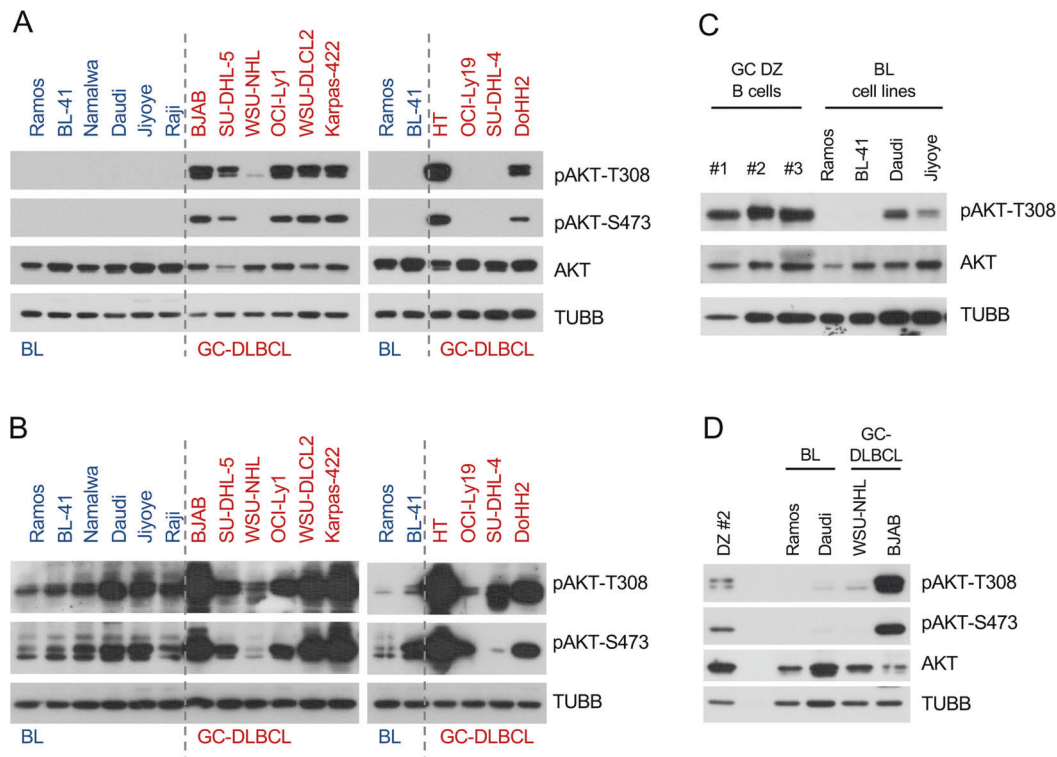 A
Ramos
BL-41
Namalwa
Daudi
Jiyoye
Raji
BJAB
SU-DHL-5
WSU-NHL
OCI-Ly1
WSU-DLCL2
Karpas-422
Ramos
BL-41
HT
OCI-Ly19
SU-DHL-4
DoHH2
pAKT-T308
pAKT-S473
AKT
TUBB
BL
GC-DLBCL
BL
GC-DLBCL
B
Ramos
BL-41
Namalwa
Daudi
Jiyoye
Raji
BJAB
SU-DHL-5
WSU-NHL
OCI-Ly1
WSU-DLCL2
Karpas-422
Ramos
BL-41
HT
OCI-Ly19
SU-DHL-4
DoHH2
pAKT-T308
pAKT-S473
TUBB
BL
GC-DLBCL
BL
GC-DLBCL
C
GC DZ
B cells
BL
cell lines
#1
#2
#3
Ramos
BL-41
Daudi
Jiyoye
pAKT-T308
AKT
TUBB
D
BL
GC-
DLBCL
DZ #2
Ramos
Daudi
WSU-NHL
BJAB
pAKT-T308
pAKT-S473
AKT
TUBB